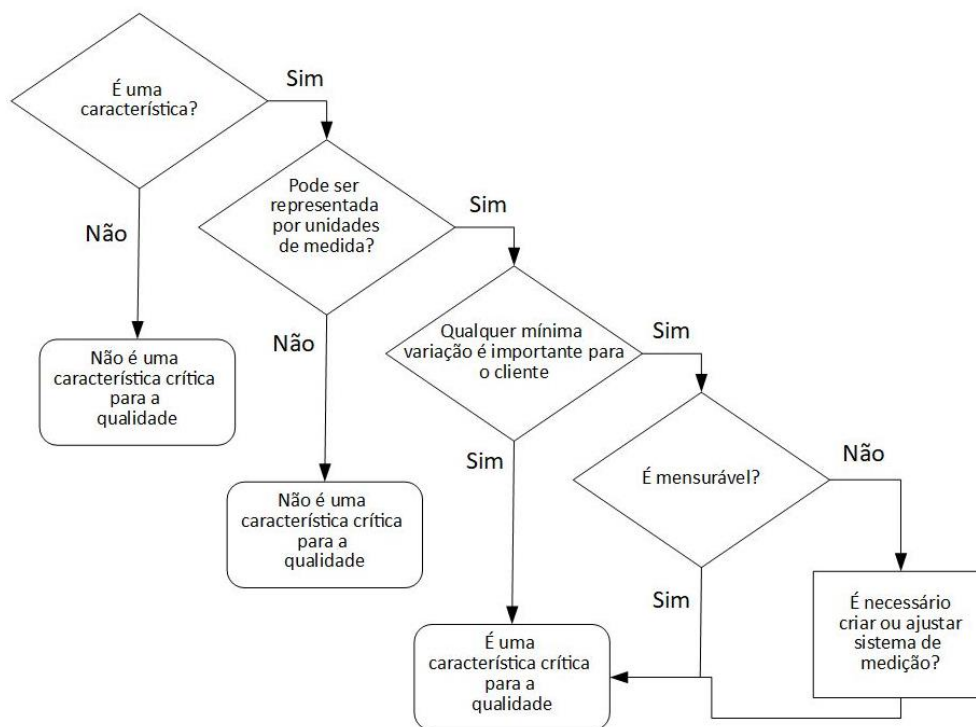 Sim
É uma
característica?
Pode ser
representada
por unidades
de medida?
Sim
Não
Não
Qualquer mínima
variação é importante para
o cliente
Sim
Não é uma
característica crítica
para a
qualidade
Sim
Não
É mensurável?
Não é uma
característica crítica
para a
qualidade
Sim
É necessário
criar ou ajustar
sistema de
medição?
É uma
característica crítica
para a
qualidade